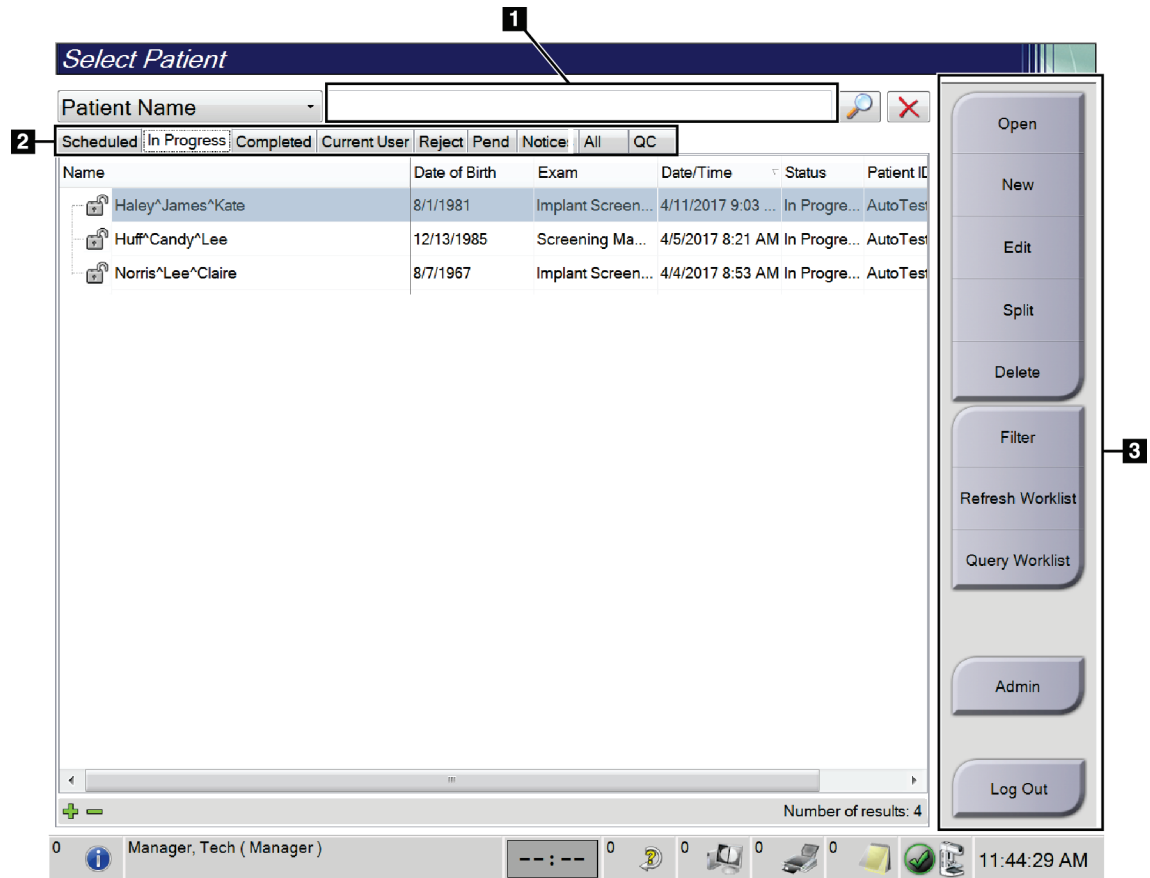 1
Select Patient
Patient Name
2
Scheduled In Progress Completed Current User Reject Pend Notice All QC
Name Date of Birth Exam Date/Time Status Patient ID
Haley^James^Kate 8/1/1981 Implant Screen... 4/11/2017 9:03 ... In Progre... AutoTest
Huff^Candy^Lee 12/13/1985 Screening Ma... 4/5/2017 8:21 AM In Progre... AutoTest
Norris^Lee^Claire 8/7/1967 Implant Screen... 4/4/2017 8:53 AM In Progre... AutoTest
Open
New
Edit
Split
Delete
Filter
3
Refresh Worklist
Query Worklist
Admin
Log Out
Number of results: 4
0 Manager, Tech ( Manager ) --:-- 0 0 0 0 11:44:29 AM